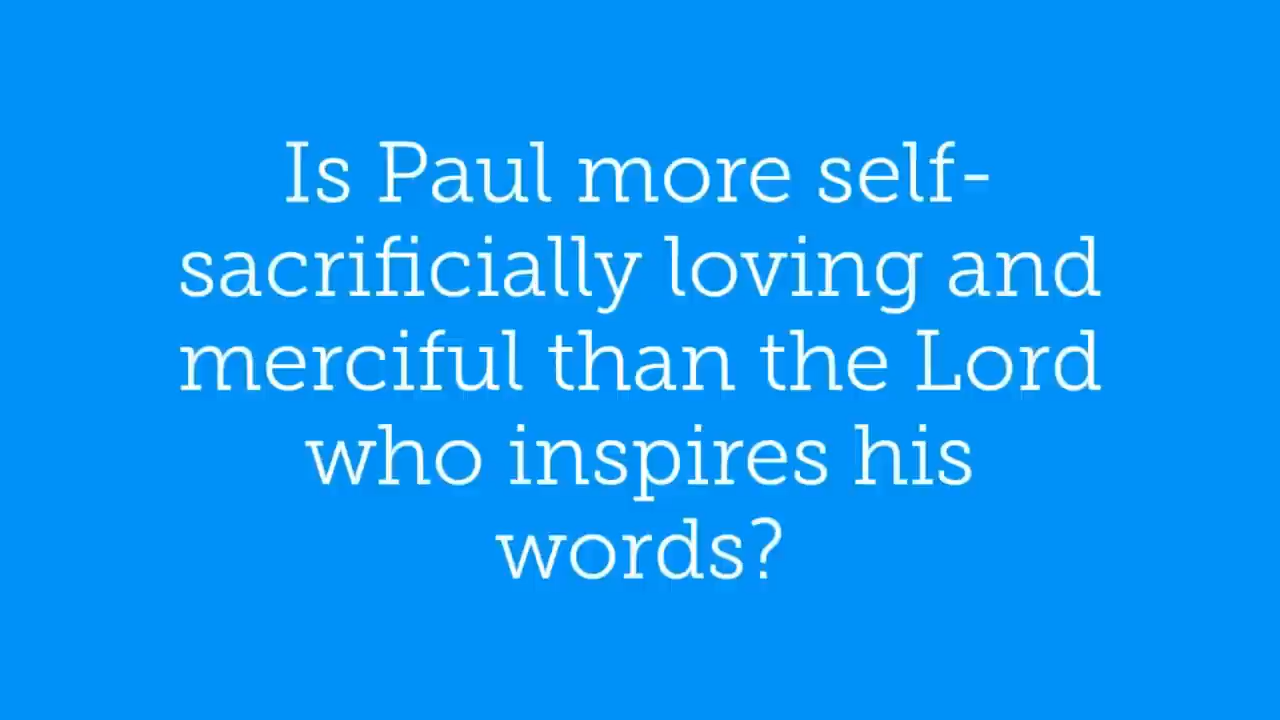 Is Paul more self-
sacrificially loving and
merciful than the Lord
who inspires his
words?